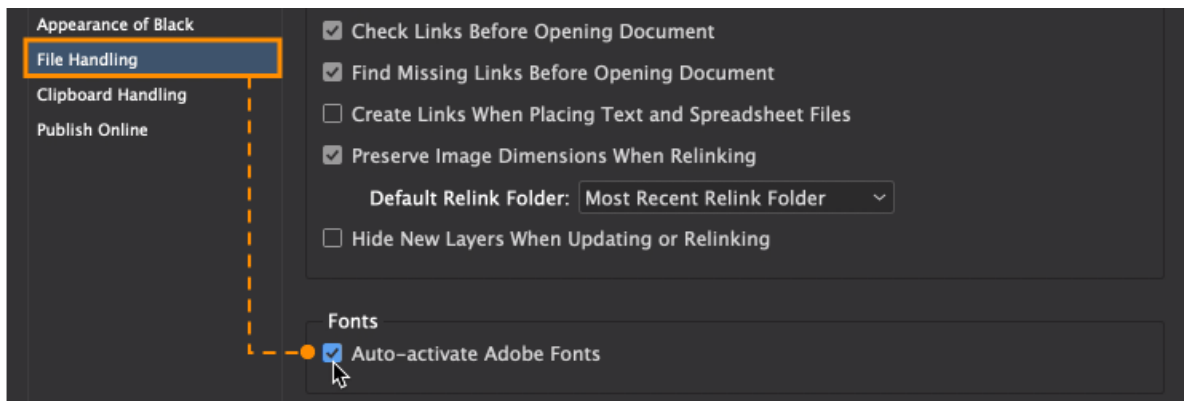 Appearance of Black
File Handling
Clipboard Handling
Publish Online
Check Links Before Opening Document
Find Missing Links Before Opening Document
Create Links When Placing Text and Spreadsheet Files
Preserve Image Dimensions When Relinking
Default Relink Folder: Most Recent Relink Folder
Hide New Layers When Updating or Relinking
Fonts
Auto-activate Adobe Fonts